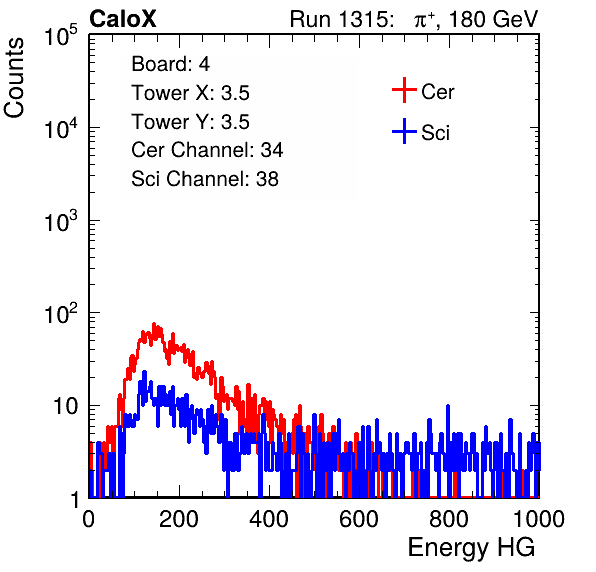 CaloX Run 1315: π⁺, 180 GeV
Counts
10⁵
10⁴
10³
10²
10
1
Board: 4
Tower X: 3.5
Tower Y: 3.5
Cer Channel: 34
Sci Channel: 38
Cer
Sci
0 200 400 600 800 1000
Energy HG